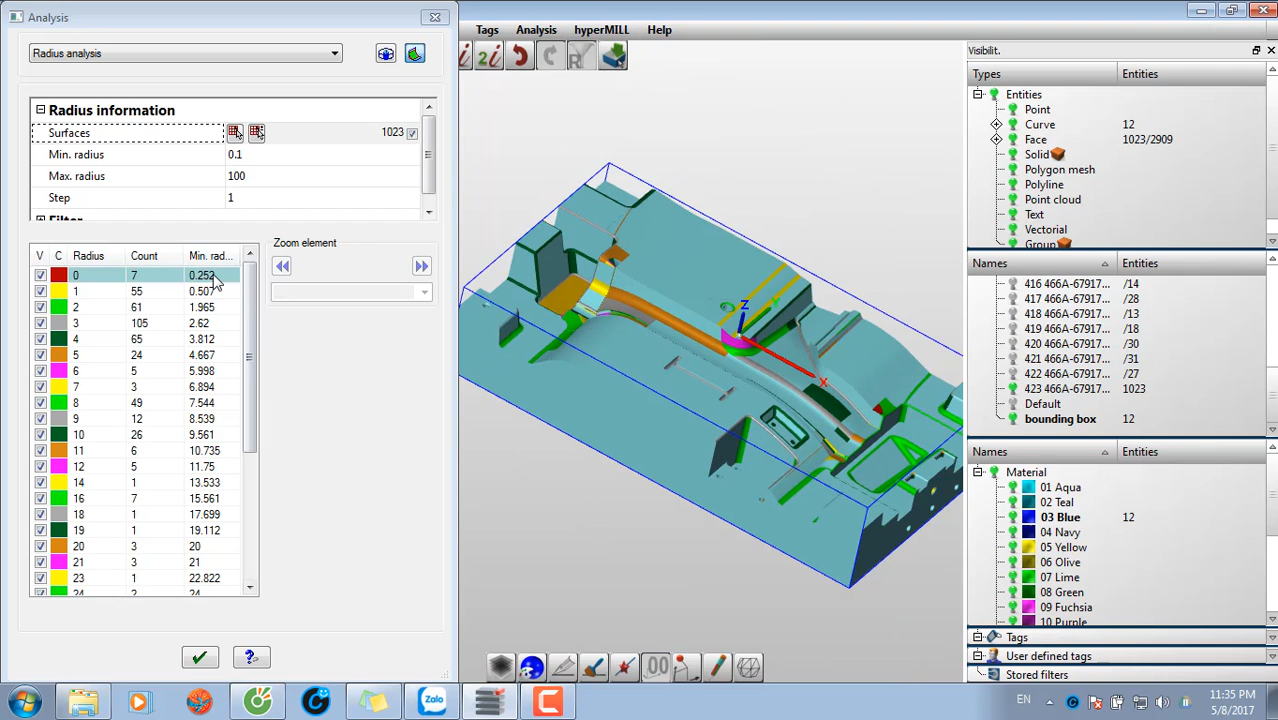 Analysis
Radius analysis
Radius information
Surfaces 1023
Min. radius 0.1
Max. radius 100
Step 1
Filter
V C Radius Count Min. rad...
0 7 0.252
1 55 0.507
2 61 1.965
3 105 2.62
4 65 3.812
5 24 4.667
6 5 5.998
7 3 6.894
8 49 7.544
9 12 8.539
10 26 9.561
11 6 10.735
12 5 11.75
14 1 13.533
16 7 15.561
18 1 17.699
19 1 19.112
20 3 20
21 3 21
23 1 22.822
24 2 24
Zoom element
Tags Analysis hyperMILL Help
Z
Y
X
Visibilit.
Types Entities
Entities
Point
Curve 12
Face 1023/2909
Solid
Polygon mesh
Polyline
Point cloud
Text
Vectorial
Group
Names Entities
416 466A-67917... /14
417 466A-67917... /28
418 466A-67917... /13
419 466A-67917... /18
420 466A-67917... /30
421 466A-67917... /31
422 466A-67917... /27
423 466A-67917... 1023
Default
bounding box 12
Names Entities
Material
01 Aqua
02 Teal
03 Blue 12
04 Navy
05 Yellow
06 Olive
07 Lime
08 Green
09 Fuchsia
10 Purple
Tags
User defined tags
Stored filters
Zalo
EN
11:35 PM
5/8/2017